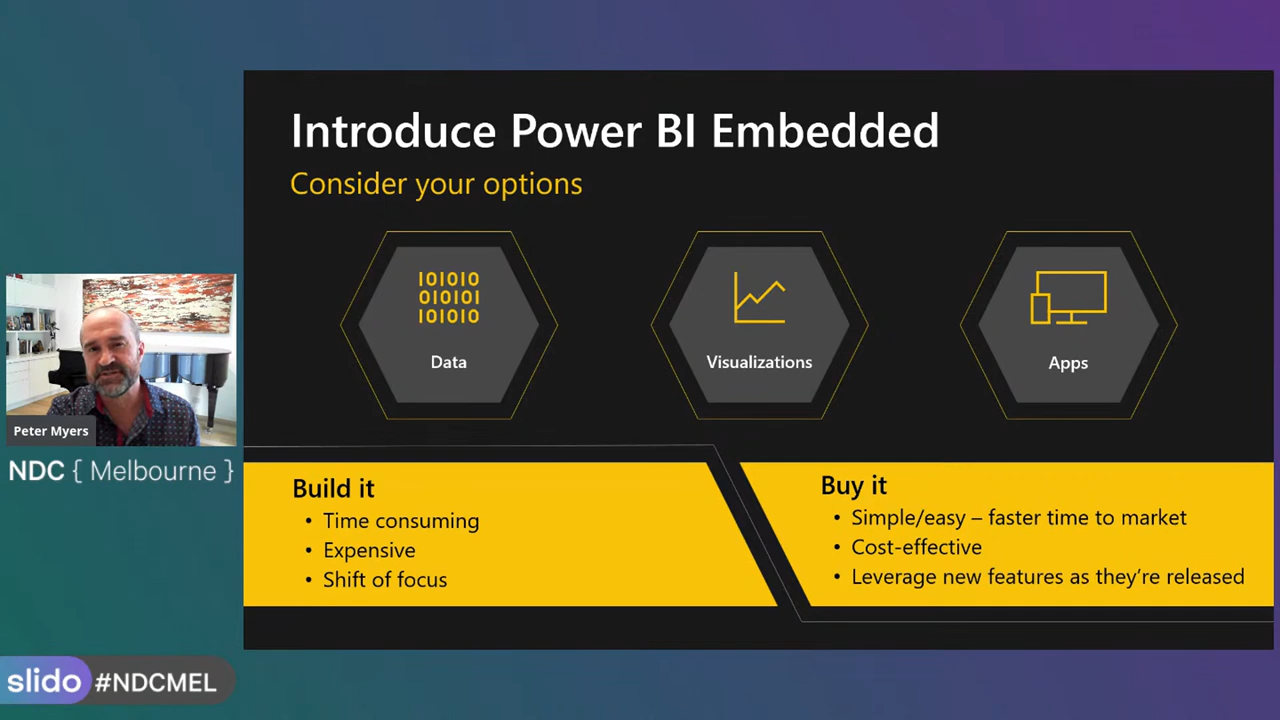 Introduce Power BI Embedded
Consider your options
101010
010101
101010
Data
Visualizations
Apps
Build it
• Time consuming
• Expensive
• Shift of focus
Buy it
• Simple/easy – faster time to market
• Cost-effective
• Leverage new features as they’re released
Peter Myers
NDC { Melbourne }
slido #NDCMEL